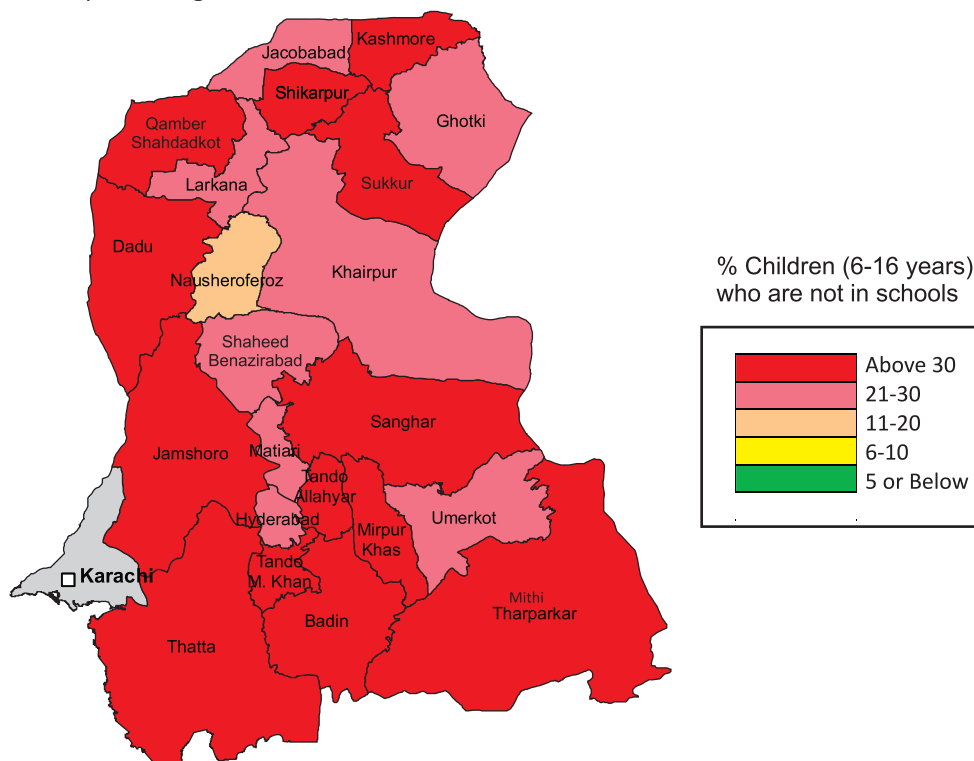 Kashmore
Jacobabad
Shikarpur
Ghotki
Qamber
Shahdadkot
Larkana
Sukkur
Dadu
Khairpur
Nausheroferoz
Shaheed
Benazirabad
Sanghar
Jamshoro
Matiari
Tando
Allahyar
Hyderabad
Umerkot
Mirpur
Khas
Tando
M. Khan
Karachi
Mithi
Tharparkar
Badin
Thatta
% Children (6-16 years)
who are not in schools
Above 30
21-30
11-20
6-10
5 or Below